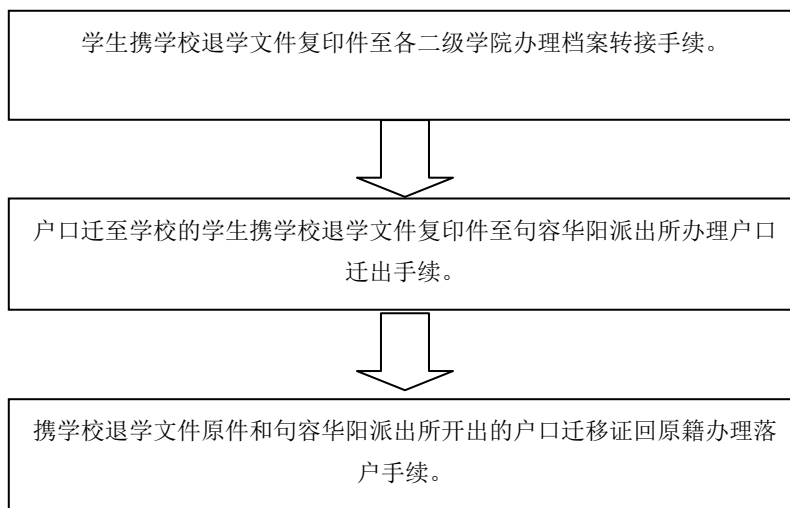 学生携学校退学文件复印件至各二级学院办理档案转接手续。
户口迁至学校的学生携学校退学文件复印件至句容华阳派出所办理户口
迁出手续。
携学校退学文件原件和句容华阳派出所开出的户口迁移证回原籍办理落
户手续。